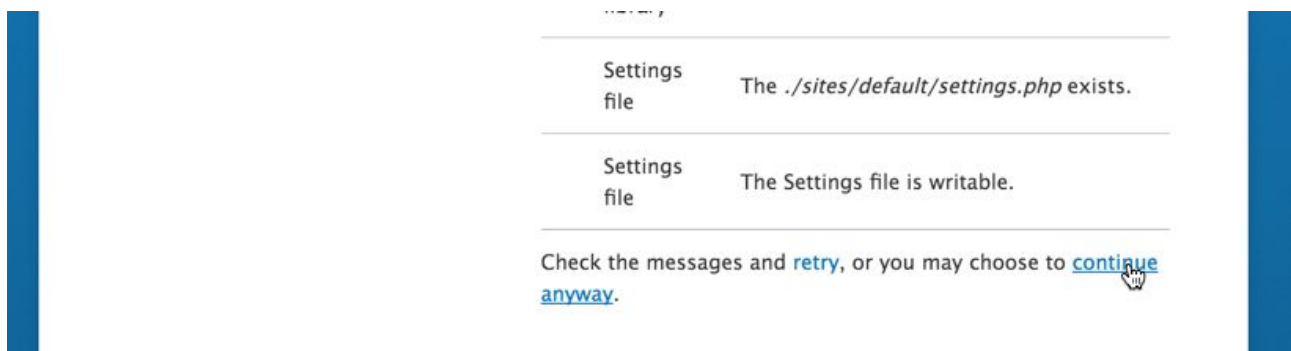 Settings
file
The ./sites/default/settings.php exists.
Settings
file
The Settings file is writable.
Check the messages and retry, or you may choose to continue
anyway.